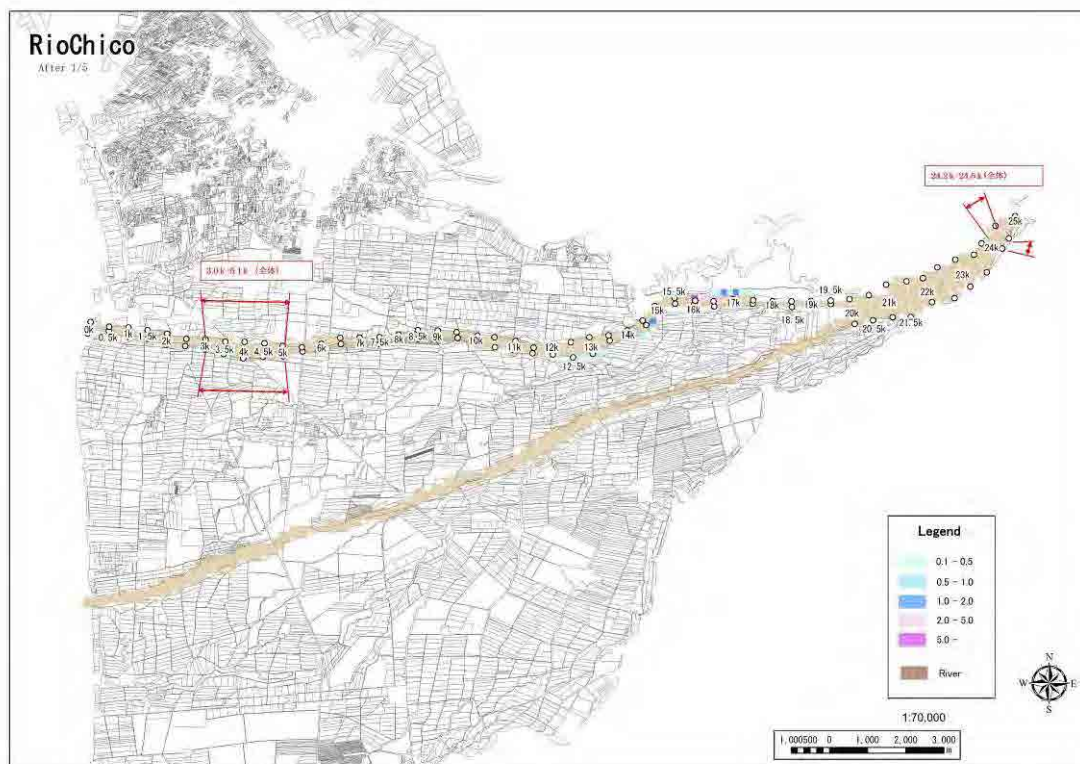 RioChico
After 1/5
24.2k-24.5k(全体)
3.0k-5.1k (全体)
0k
0.5k
1k
1.5k
2k
3k
3.5k
4k
4.5k
5k
6k
7k
7.5k
8k
8.5k
9k
10k
11k
12k
12.5k
13k
14k
15k
15.5k
16k
17k
18k
18.5k
19k
19.5k
20k
20.5k
21k
21.5k
22k
23k
24k
25k
Legend
0.1 - 0.5
0.5 - 1.0
1.0 - 2.0
2.0 - 5.0
5.0 -
River
N
W E
S
1:70,000
1,000500 0 1,000 2,000 3,000